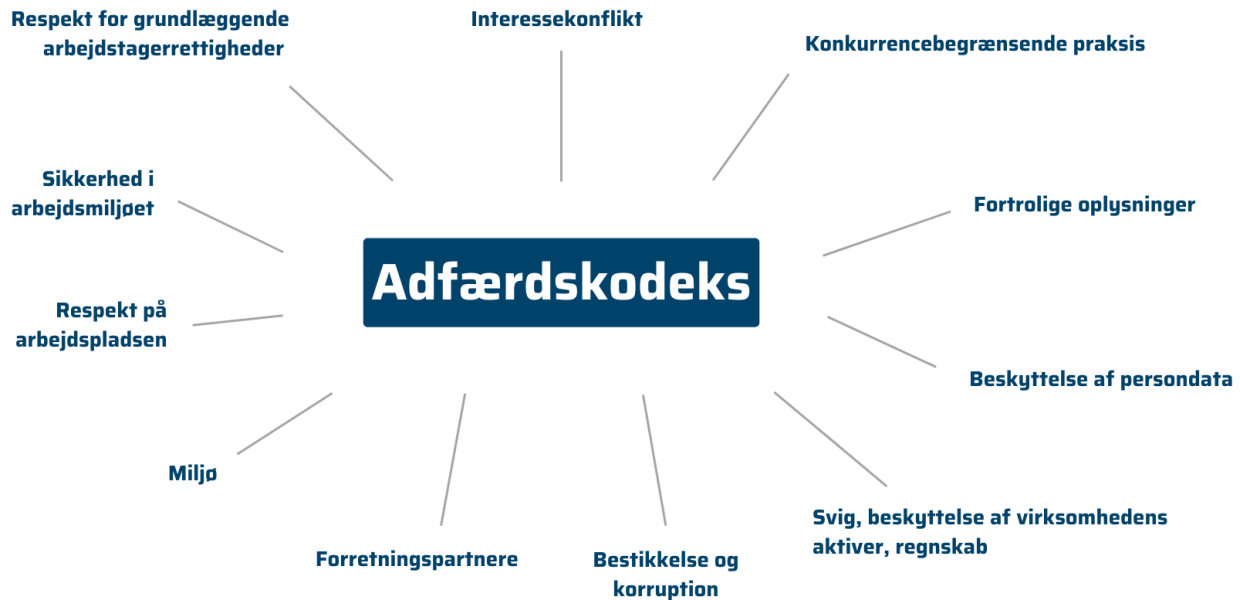 Respekt for grundlæggende
arbejdstagerrettigheder
Interessekonflikt
Konkurrencebegrænsende praksis
Sikkerhed i
arbejdsmiljøet
Fortrolige oplysninger
Adfærdskodeks
Respekt på
arbejdspladsen
Beskyttelse af persondata
Miljø
Svig, beskyttelse af virksomhedens
aktiver, regnskab
Forretningspartnere
Bestikkelse og
korruption